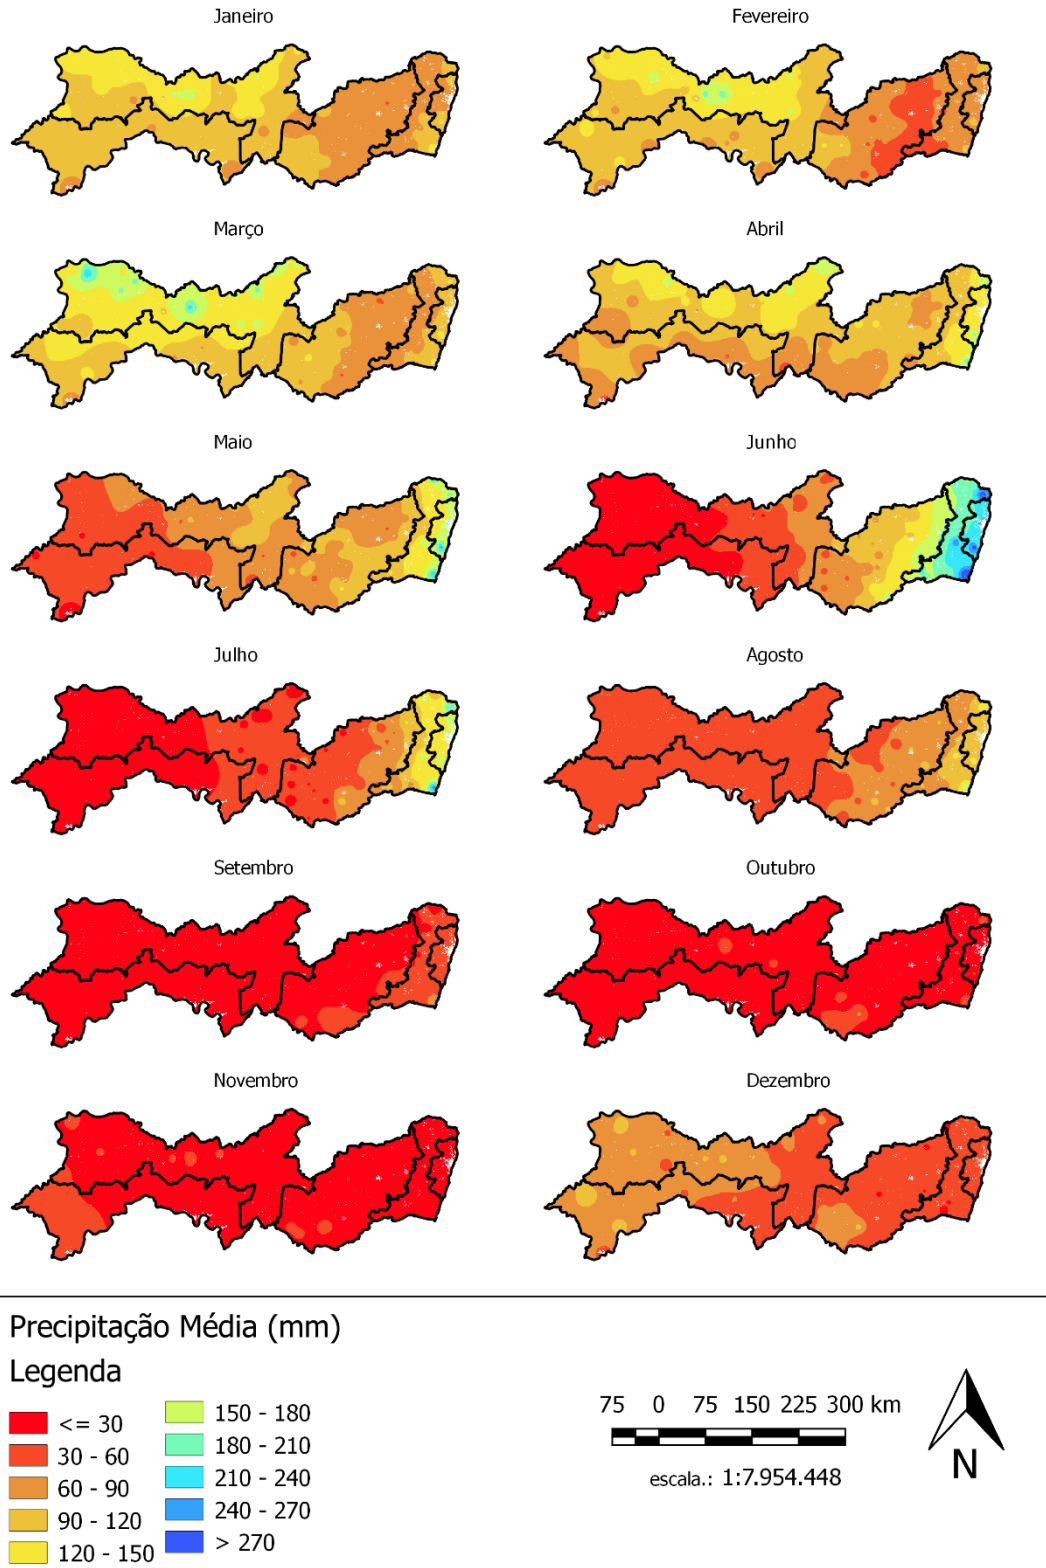 Janeiro
Fevereiro
Março
Abril
Maio
Junho
Julho
Agosto
Setembro
Outubro
Novembro
Dezembro
Precipitação Média (mm)
Legenda
<= 30
30 - 60
60 - 90
90 - 120
120 - 150
150 - 180
180 - 210
210 - 240
240 - 270
> 270
75 0 75 150 225 300 km
escala.: 1:7.954.448
N